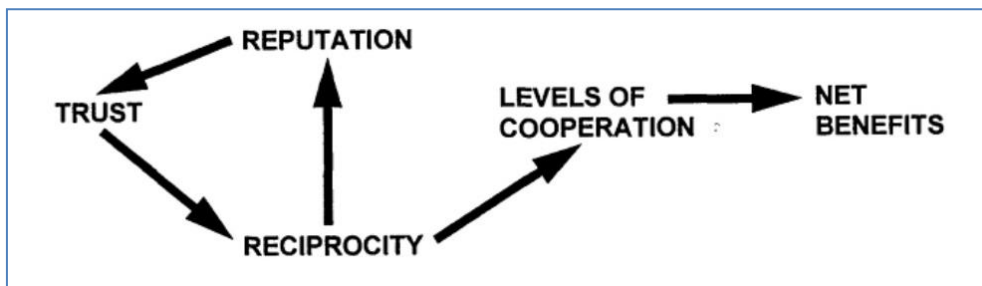 REPUTATION
TRUST
LEVELS OF
COOPERATION
NET
BENEFITS
RECIPROCITY